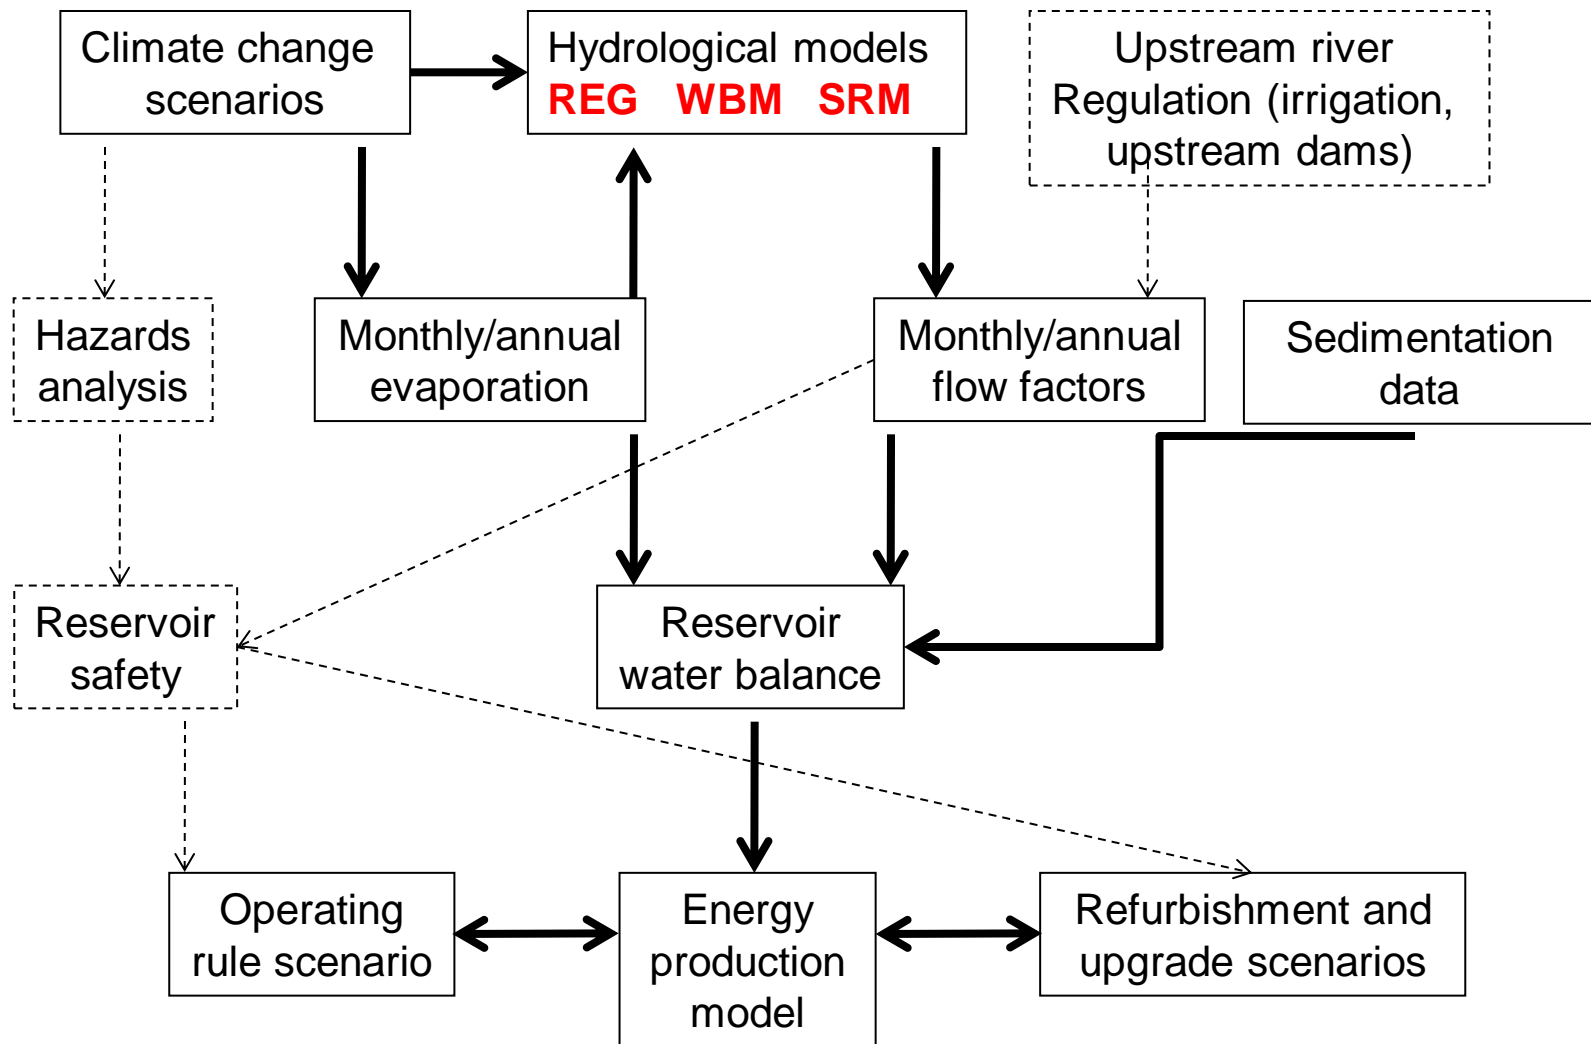 Climate change
scenarios
Hydrological models
REG WBM SRM
Upstream river
Regulation (irrigation,
upstream dams)
Hazards
analysis
Monthly/annual
evaporation
Monthly/annual
flow factors
Sedimentation
data
Reservoir
safety
Reservoir
water balance
Operating
rule scenario
Energy
production
model
Refurbishment and
upgrade scenarios